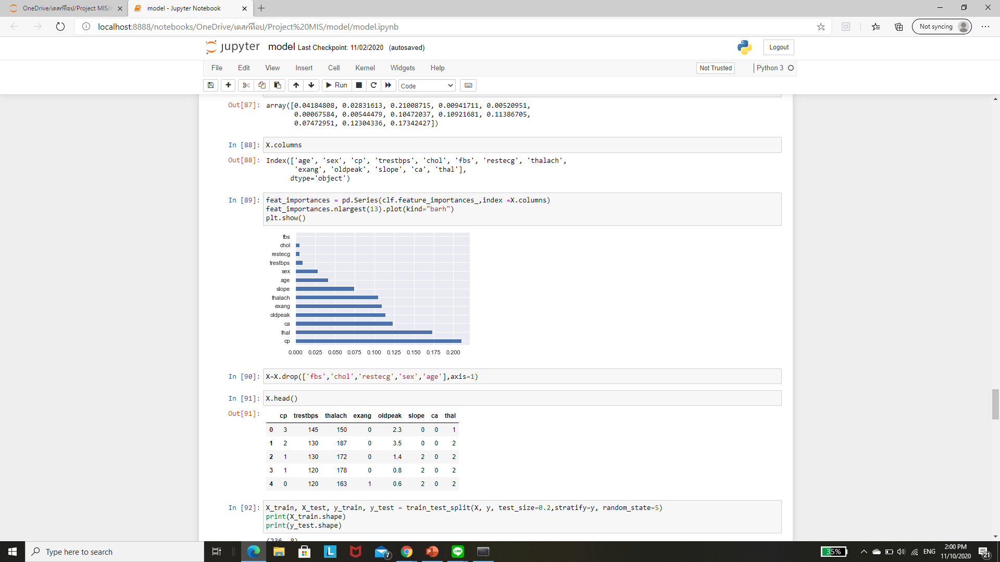 OneDrive/เดสก์ท็อป/Project MIS/
model - Jupyter Notebook
localhost:8888/notebooks/OneDrive/เดสก์ท็อป/Project%20MIS/model/model.ipynb
Not syncing
jupyter model Last Checkpoint: 11/02/2020 (autosaved)
Logout
File Edit View Insert Cell Kernel Widgets Help
Not Trusted
Python 3
Run
Code
Out[87]: array([0.04184808, 0.02831613, 0.21008715, 0.00941711, 0.00520951,
0.00067584, 0.00544479, 0.10472037, 0.10921681, 0.11386705,
0.07472951, 0.12304336, 0.17342427])
In [88]: X.columns
Out[88]: Index(['age', 'sex', 'cp', 'trestbps', 'chol', 'fbs', 'restecg', 'thalach',
'exang', 'oldpeak', 'slope', 'ca', 'thal'],
dtype='object')
In [89]: feat_importances = pd.Series(clf.feature_importances_,index =X.columns)
feat_importances.nlargest(13).plot(kind="barh")
plt.show()
fbs
chol
restecg
trestbps
sex
age
slope
thalach
exang
oldpeak
ca
thal
cp
0.000 0.025 0.050 0.075 0.100 0.125 0.150 0.175 0.200
In [90]: X=X.drop(['fbs','chol','restecg','sex','age'],axis=1)
In [91]: X.head()
Out[91]:
cp trestbps thalach exang oldpeak slope ca thal
0 3 145 150 0 2.3 0 0 1
1 2 130 187 0 3.5 0 0 2
2 1 130 172 0 1.4 2 0 2
3 1 120 178 0 0.8 2 0 2
4 0 120 163 1 0.6 2 0 2
In [92]: X_train, X_test, y_train, y_test = train_test_split(X, y, test_size=0.2,stratify=y, random_state=5)
print(X_train.shape)
print(y_test.shape)
(236, 8)
Type here to search
7
35%
ENG
2:00 PM
11/10/2020
21